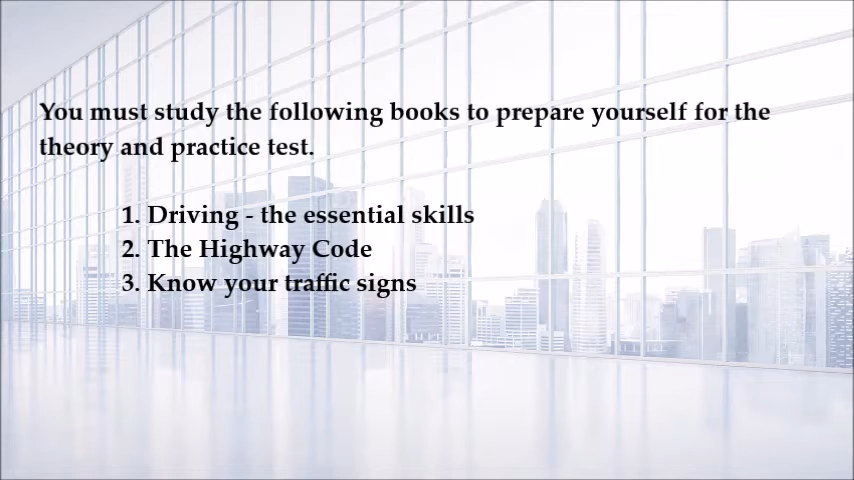 You must study the following books to prepare yourself for the
theory and practice test.
1. Driving - the essential skills
2. The Highway Code
3. Know your traffic signs